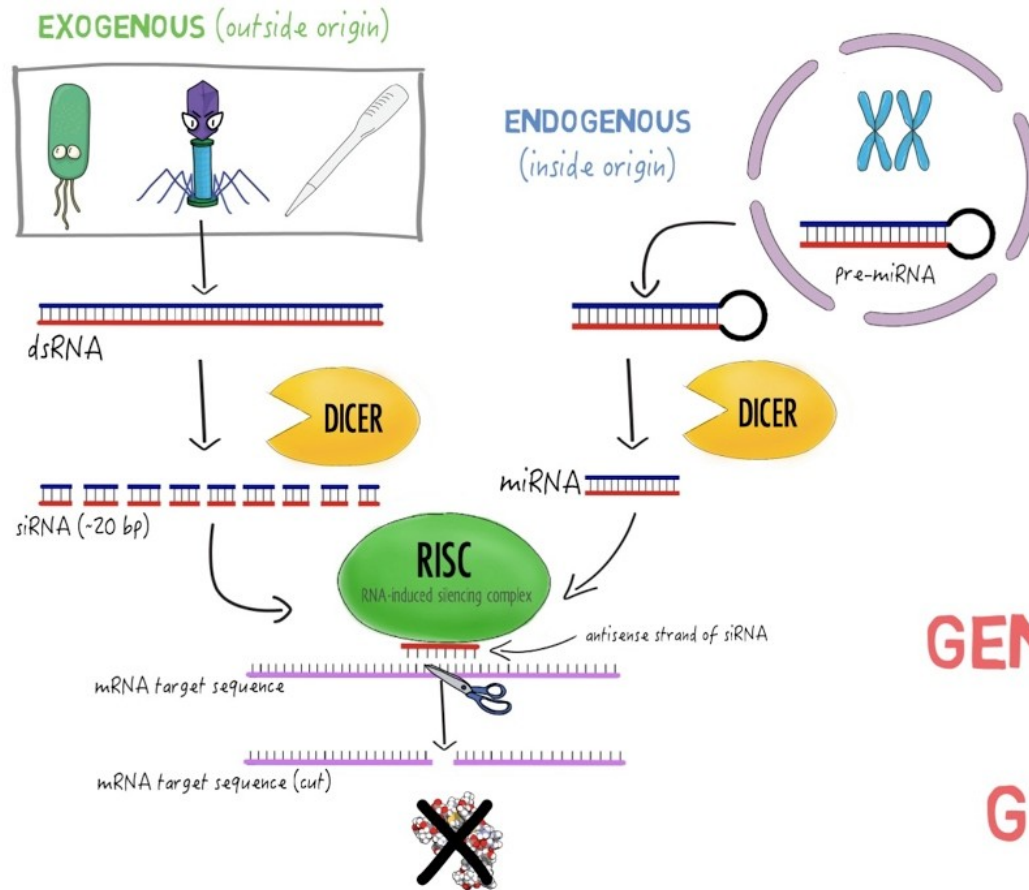 EXOGENOUS (outside origin)
ENDOGENOUS
(inside origin)
pre-miRNA
dsRNA
DICER
DICER
miRNA
siRNA (~20 bp)
RISC
RNA-induced silencing complex
antisense strand of siRNA
mRNA target sequence
mRNA target sequence (cut)